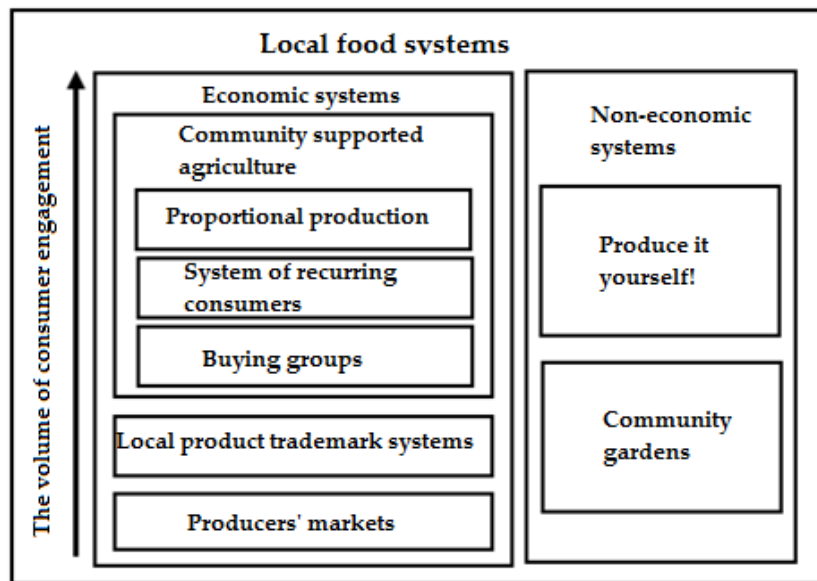 Local food systems
The volume of consumer engagement
Economic systems
Community supported
agriculture
Proportional production
System of recurring
consumers
Buying groups
Local product trademark systems
Producers' markets
Non-economic
systems
Produce it
yourself!
Community
gardens